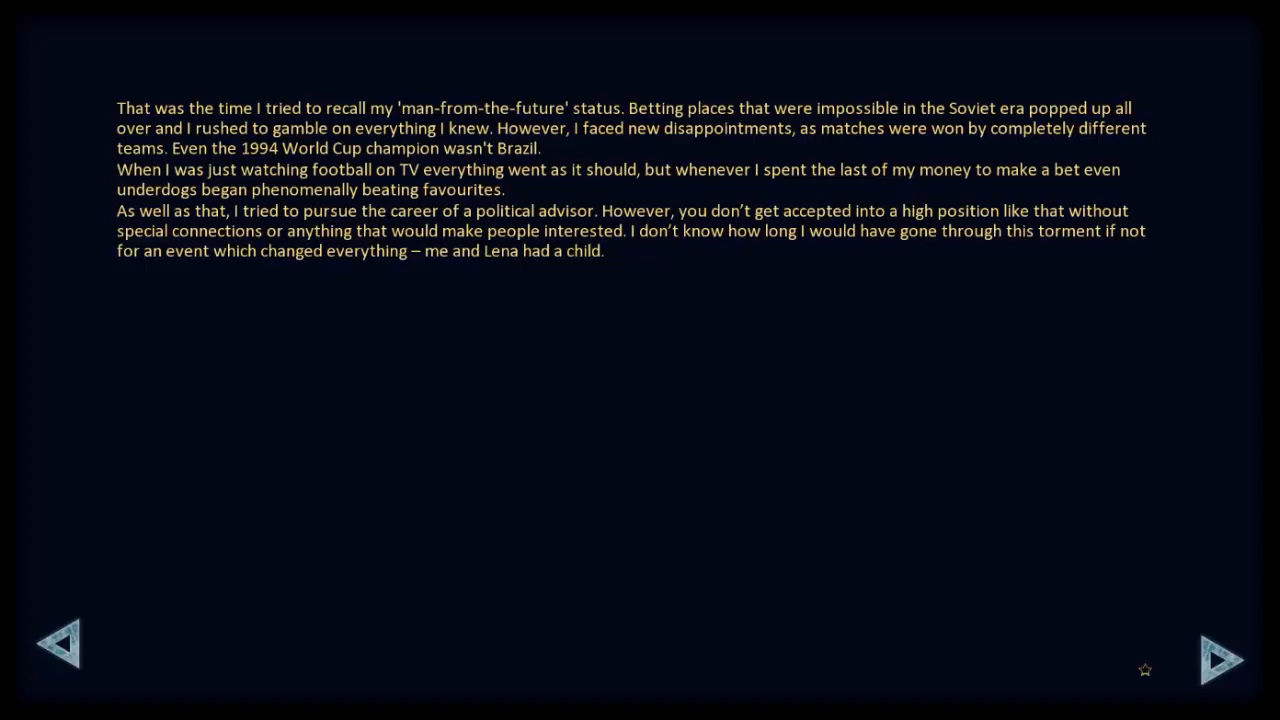 That was the time I tried to recall my 'man-from-the-future' status. Betting places that were impossible in the Soviet era popped up all
over and I rushed to gamble on everything I knew. However, I faced new disappointments, as matches were won by completely different
teams. Even the 1994 World Cup champion wasn't Brazil.
When I was just watching football on TV everything went as it should, but whenever I spent the last of my money to make a bet even
underdogs began phenomenally beating favourites.
As well as that, I tried to pursue the career of a political advisor. However, you don’t get accepted into a high position like that without
special connections or anything that would make people interested. I don’t know how long I would have gone through this torment if not
for an event which changed everything – me and Lena had a child.